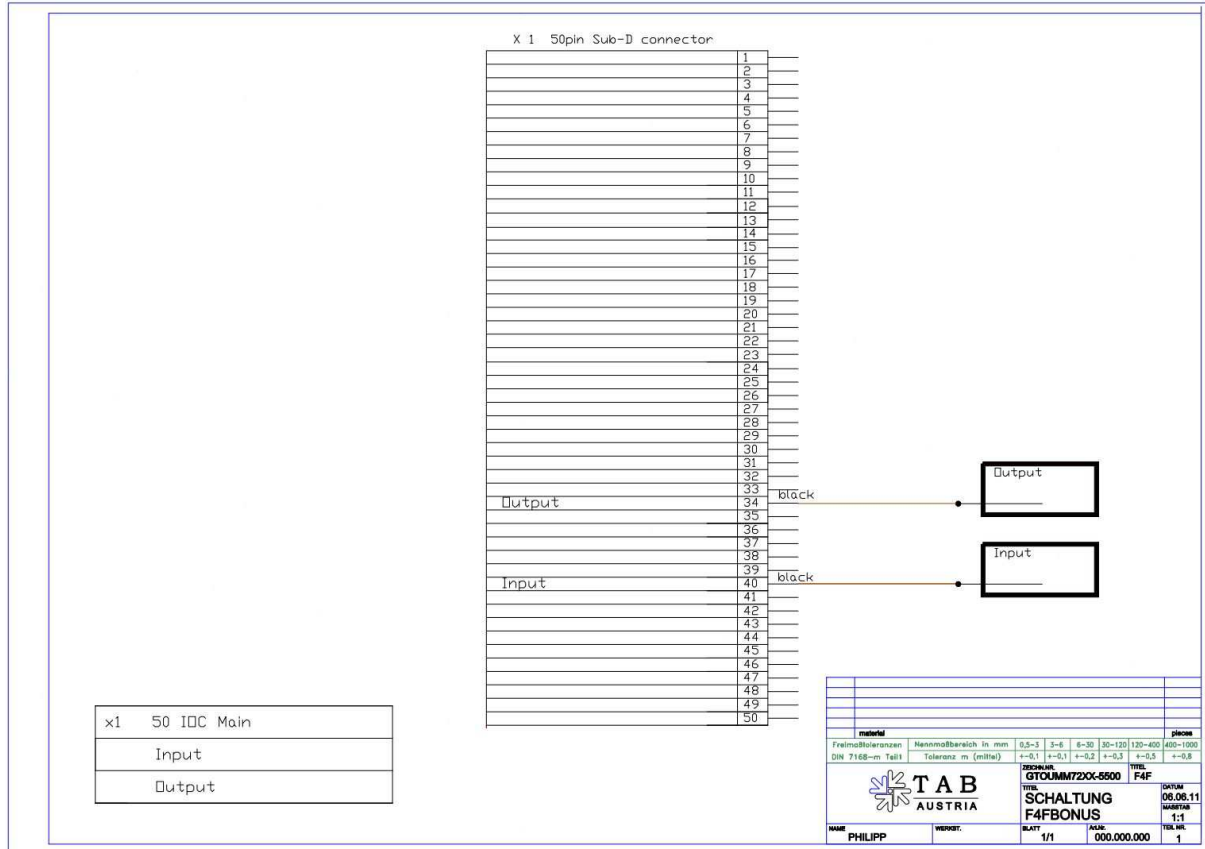 X 1 50pin Sub-D connector
1
2
3
4
5
6
7
8
9
10
11
12
13
14
15
16
17
18
19
20
21
22
23
24
25
26
27
28
29
30
31
32
33
Output 34 black
35
36
37
38
39
Input 40 black
41
42
43
44
45
46
47
48
49
50
Output
Input
x1 50 IDC Main
Input
Output
material pieces
Freimaßtoleranzen Nennmaßbereich in mm 0,5-3 3-6 6-30 30-120 120-400 400-1000
DIN 7168-m Teil1 Toleranz m (mittel) +-0,1 +-0,1 +-0,2 +-0,3 +-0,5 +-0,8
TAB
AUSTRIA
ZEICHN.NR. TITEL
GTOUMM72XX-5500 F4F
TITEL DATUM
SCHALTUNG 06.06.11
F4FBONUS MASSTAB
1:1
NAME WERKST. BLATT Art.Nr. TEIL NR.
PHILIPP 1/1 000.000.000 1